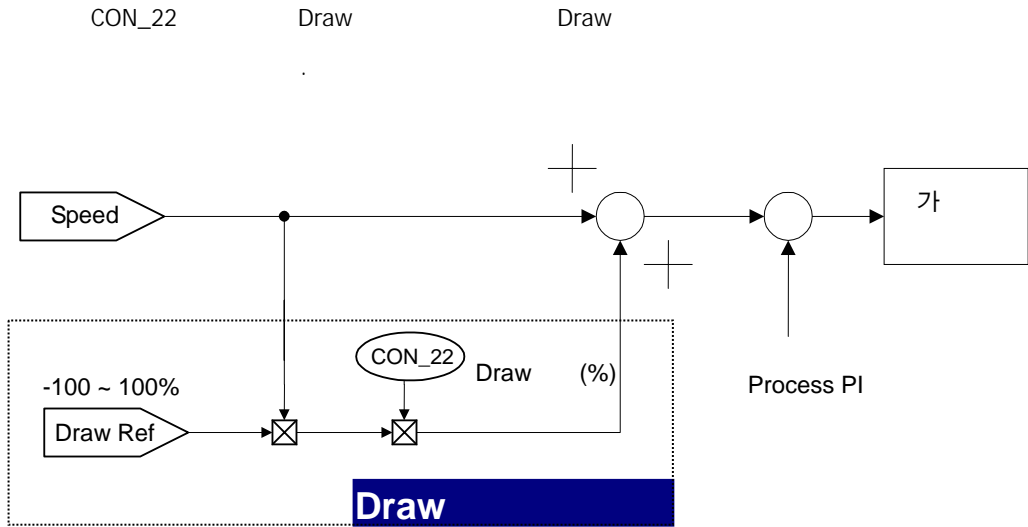 CON_22 Draw Draw
.
Speed
가
CON_22
Draw (%)
-100 ~ 100%
Process PI
Draw Ref
Draw